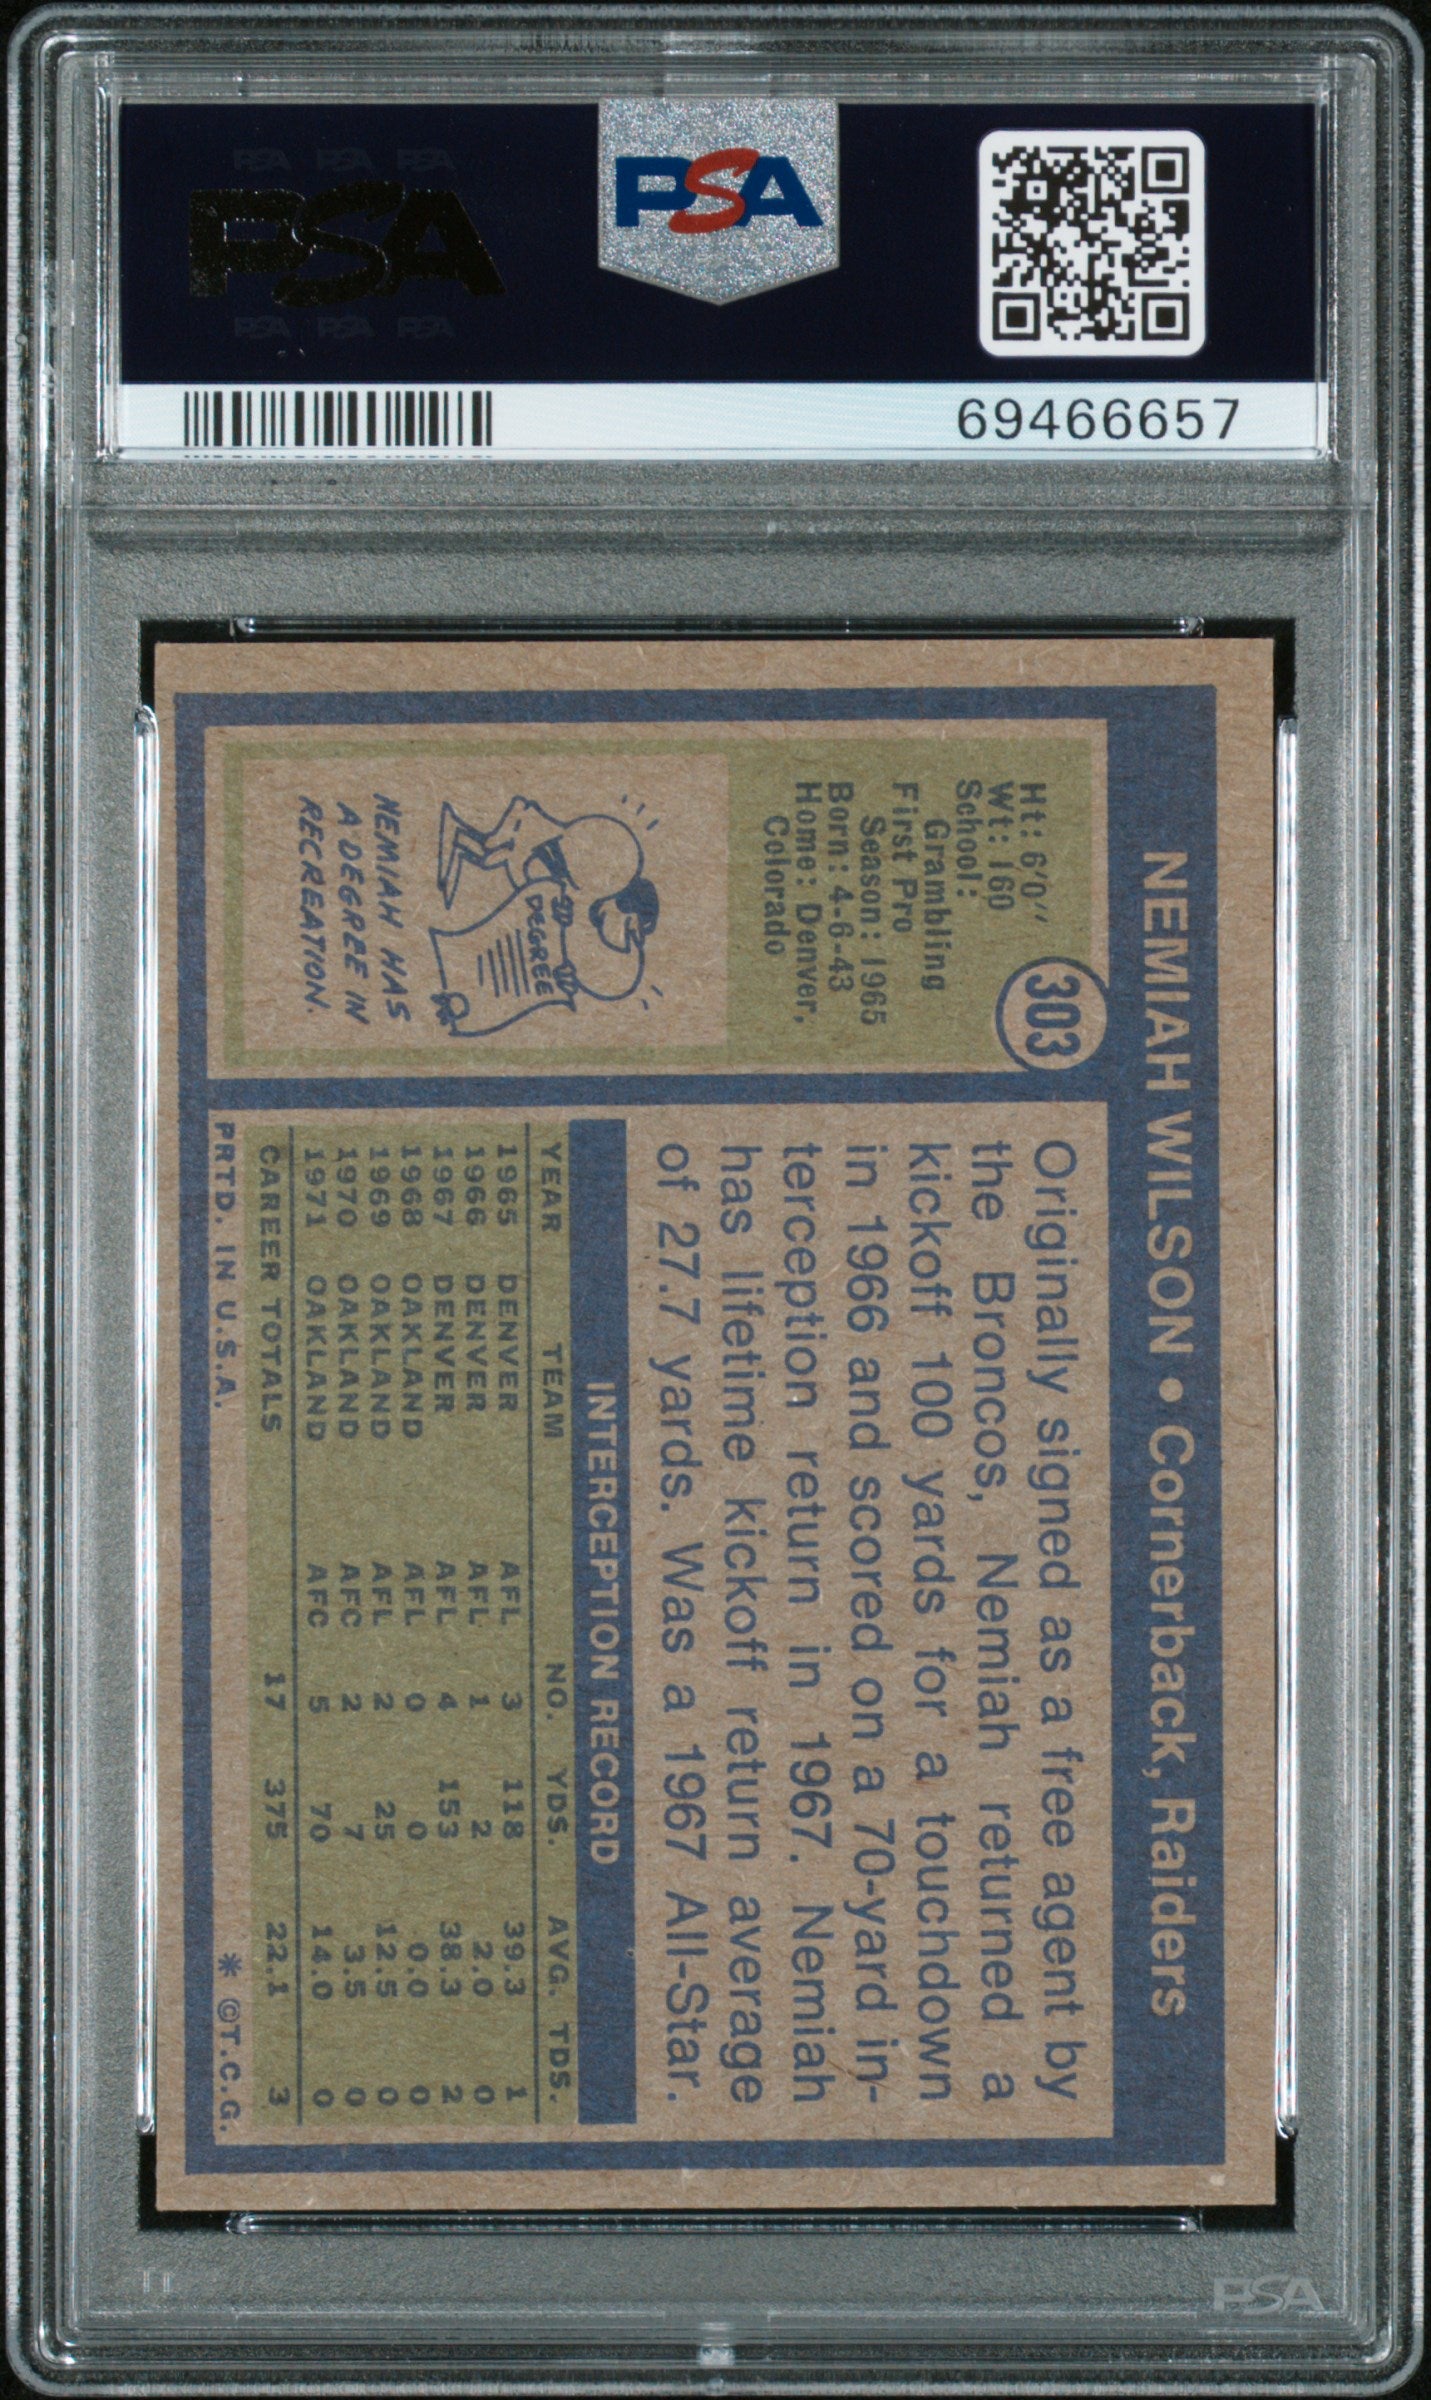 PSA PSA PSA
PSA
PSA PSA PSA
PSA
69466657
NEMIAH WILSON • Cornerback, Raiders
303
Ht: 6'0"
Wt: 160
School:
Grambling
First Pro
Season: 1965
Born: 4-6-43
Home: Denver,
Colorado
DEGREE
NEMIAH HAS
A DEGREE IN
RECREATION.
Originally signed as a free agent by
the Broncos, Nemiah returned a
kickoff 100 yards for a touchdown
in 1966 and scored on a 70-yard in-
terception return in 1967. Nemiah
has lifetime kickoff return average
of 27.7 yards. Was a 1967 All-Star.
INTERCEPTION RECORD
YEAR TEAM NO. YDS. AVG. TDS.
1965 DENVER AFL 3 118 39.3 1
1966 DENVER AFL 1 2 2.0 0
1967 DENVER AFL 4 153 38.3 2
1968 OAKLAND AFL 0 0 0.0 0
1969 OAKLAND AFL 2 25 12.5 0
1970 OAKLAND AFC 2 7 3.5 0
1971 OAKLAND AFC 5 70 14.0 0
CAREER TOTALS 17 375 22.1 3
PRTD. IN U.S.A. * ©T.C.G.
PSA